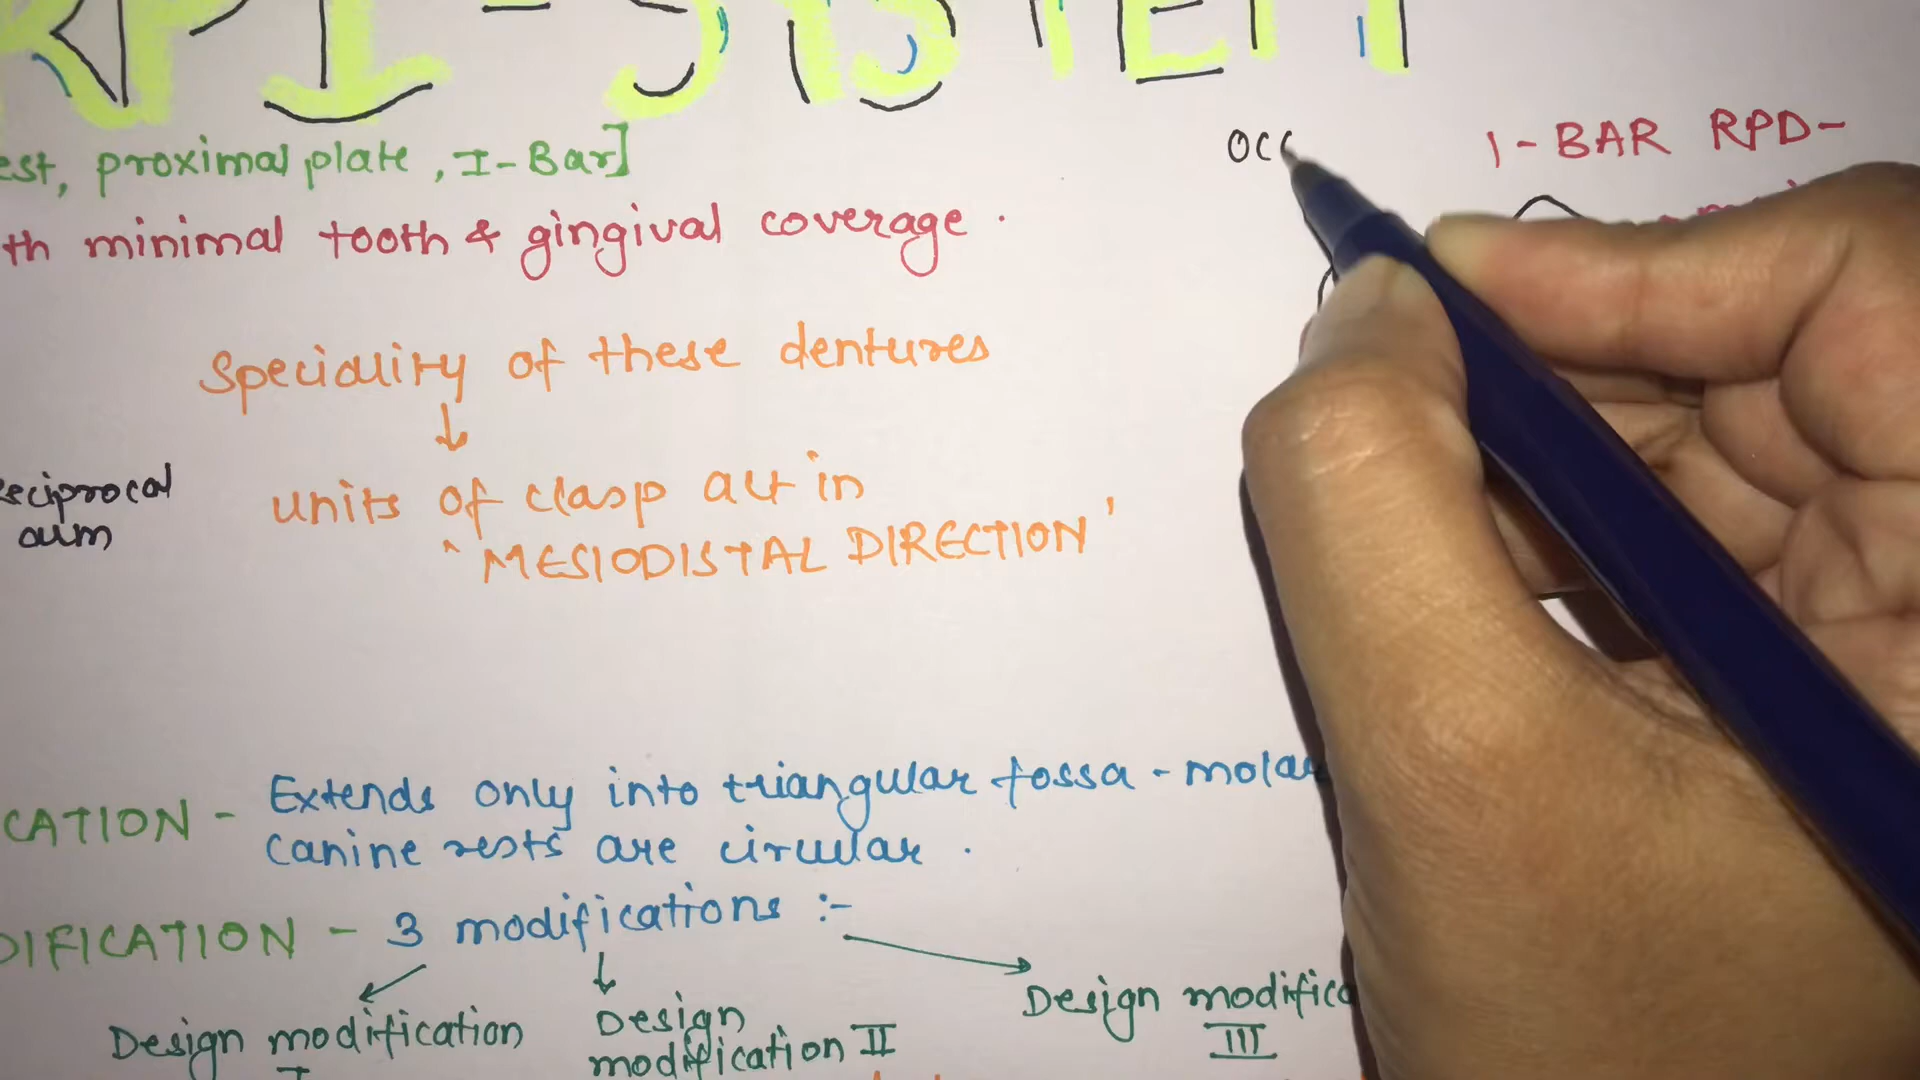 RPI-SYSTEM
est, proximal plate, I-Bar]
th minimal tooth & gingival coverage.
Occ
I-BAR RPD-
Speciality of these dentures
↓
units of clasp act in
"MESIODISTAL DIRECTION'
reciprocal
arm
CATION - Extends only into triangular fossa - molar
canine rests are circular.
DIFICATION - 3 modifications :-
Design modification
I
Design
modification II
Design modifica
III